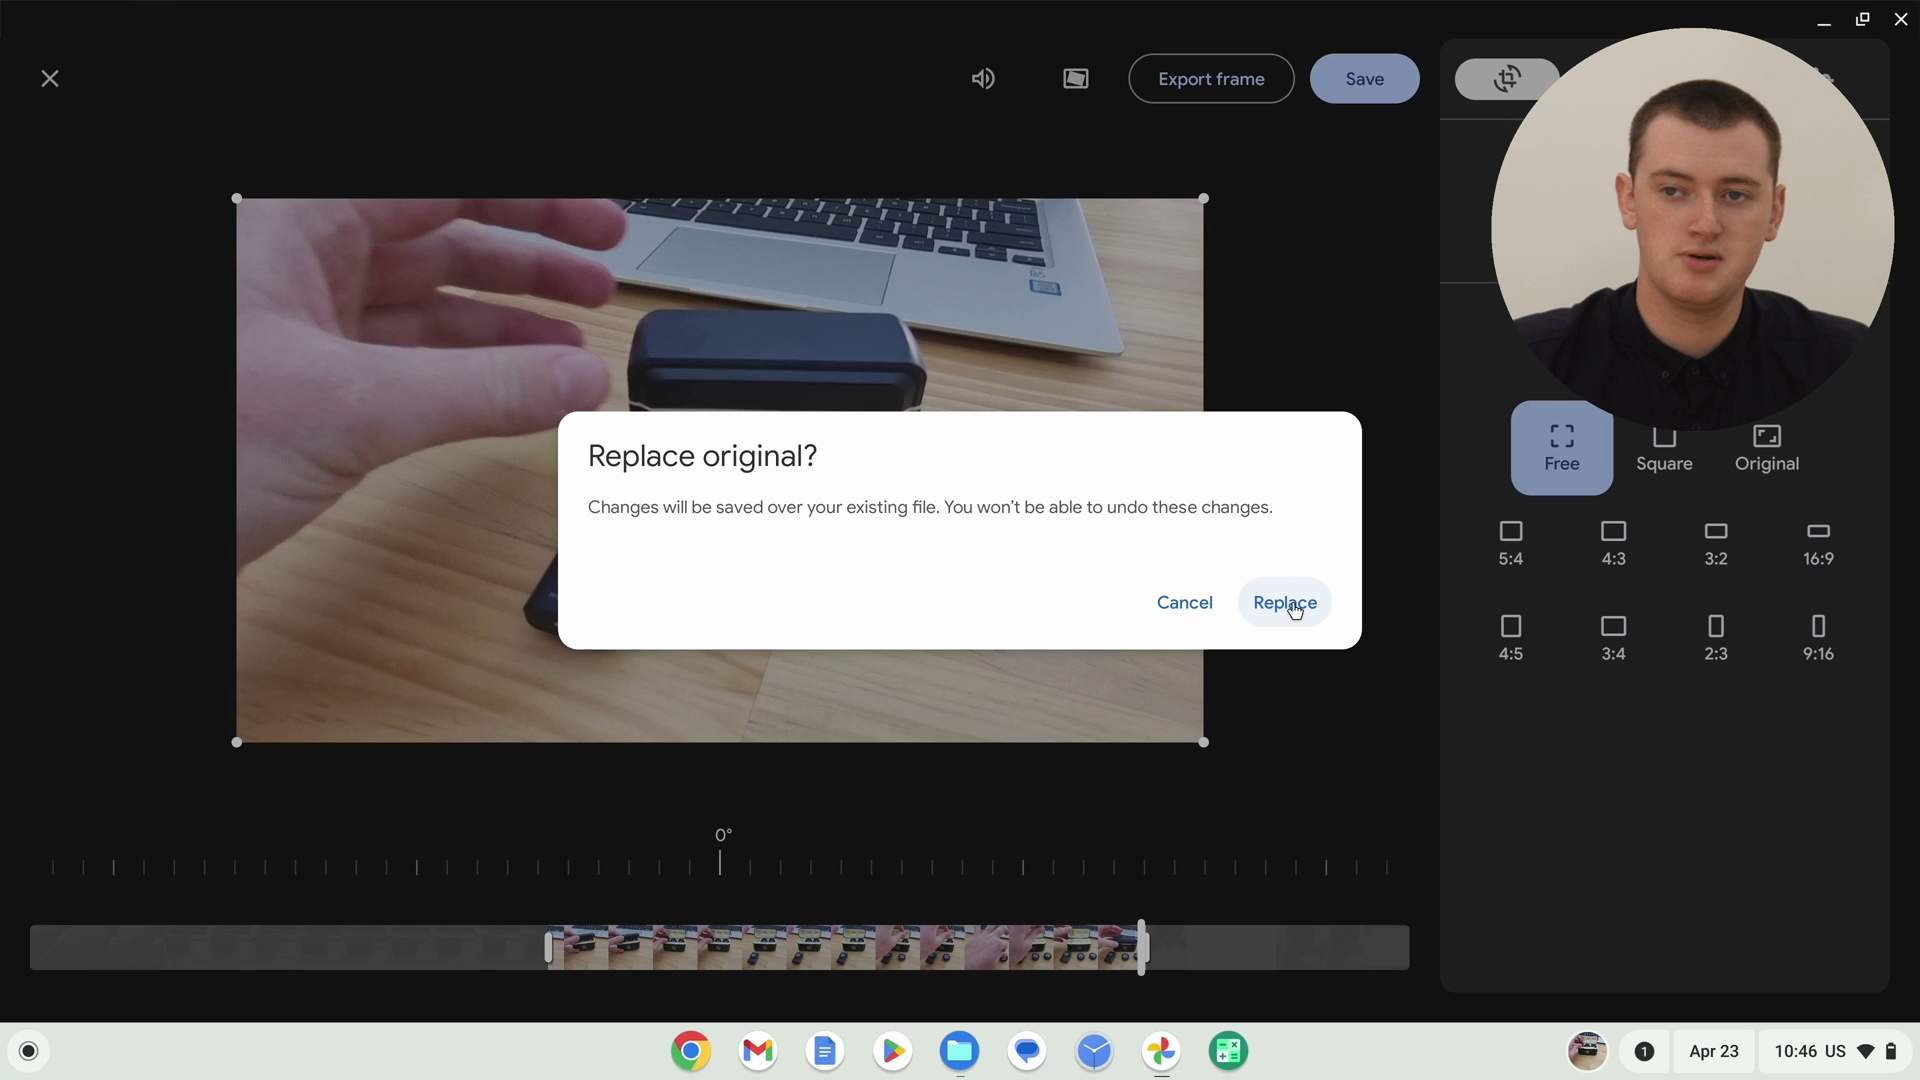 Export frame
Save
Replace original?
Changes will be saved over your existing file. You won't be able to undo these changes.
Cancel
Replace
Free
Square
Original
5:4
4:3
3:2
16:9
4:5
3:4
2:3
9:16
0°
1
Apr 23
10:46 US